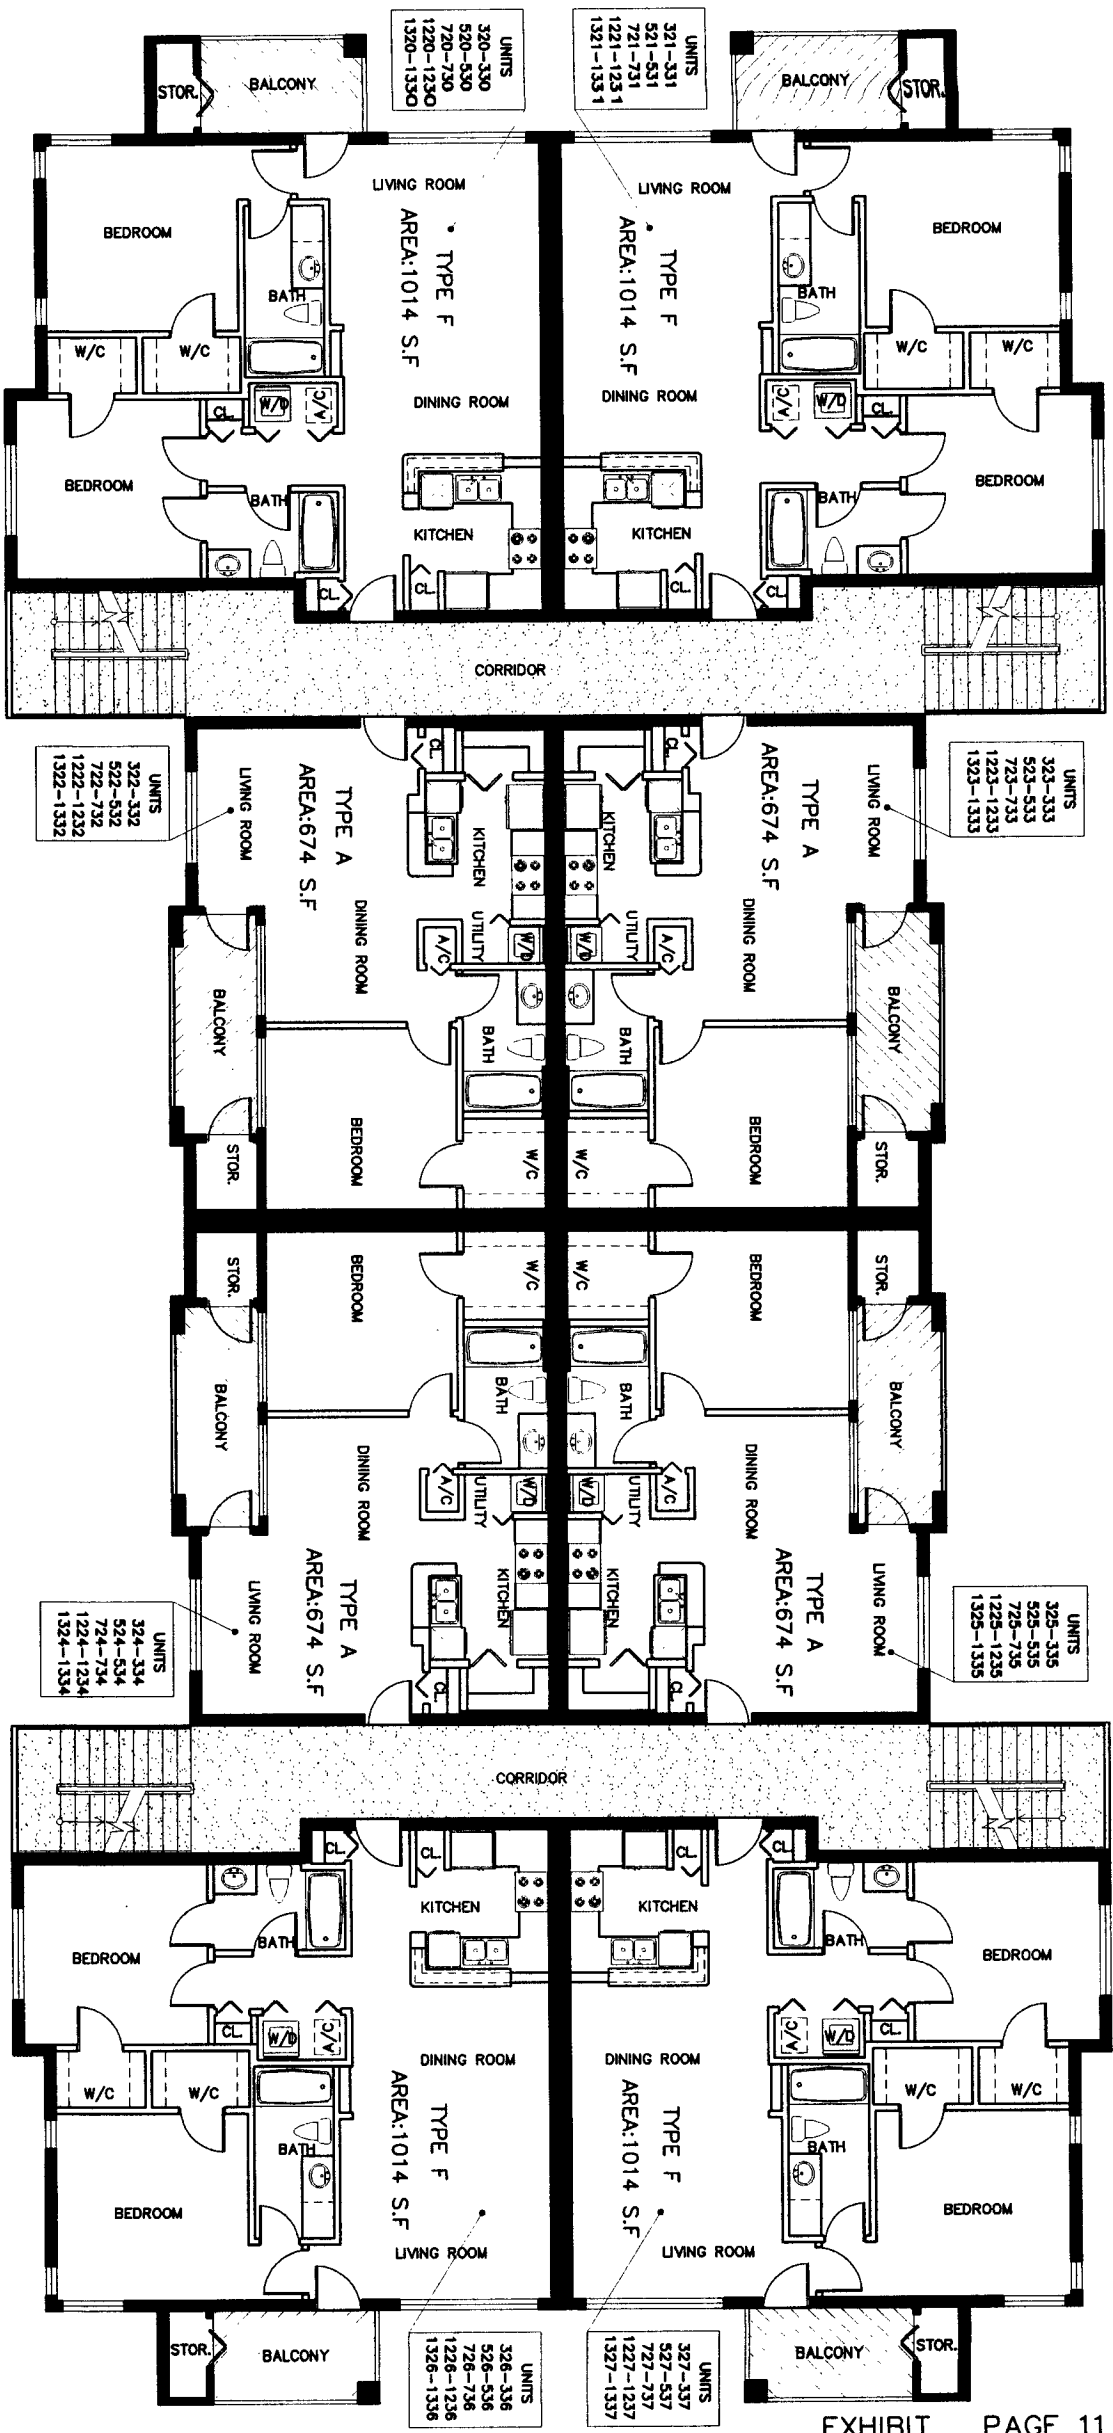 UNITS
320-330
520-530
720-730
1220-1230
1320-1330
UNITS
321-331
521-531
721-731
1221-1231
1321-1331
STOR.
BALCONY
BALCONY
STOR.
LIVING ROOM
LIVING ROOM
BEDROOM
BEDROOM
TYPE F
AREA:1014 S.F
TYPE F
AREA:1014 S.F
BATH
BATH
W/C
W/C
W/C
W/C
CL.
W/D
A/C
DINING ROOM
DINING ROOM
A/C
W/D
CL.
BEDROOM
BATH
BATH
BEDROOM
KITCHEN
KITCHEN
CL.
CL.
CL.
CL.
CORRIDOR
UNITS
322-332
522-532
722-732
1222-1232
1322-1332
LIVING ROOM
TYPE A
AREA:674 S.F
CL.
KITCHEN
CL.
KITCHEN
TYPE A
AREA:674 S.F
LIVING ROOM
UNITS
323-333
523-533
723-733
1223-1233
1323-1333
DINING ROOM
A/C
UTILITY
W/D
W/D
UTILITY
A/C
DINING ROOM
BALCONY
BATH
BATH
BALCONY
STOR.
BEDROOM
W/C
W/C
BEDROOM
STOR.
STOR.
BEDROOM
W/C
W/C
BEDROOM
STOR.
BALCONY
BATH
BATH
BALCONY
DINING ROOM
A/C
UTILITY
W/D
W/D
UTILITY
A/C
DINING ROOM
UNITS
324-334
524-534
724-734
1224-1234
1324-1334
LIVING ROOM
TYPE A
AREA:674 S.F
KITCHEN
CL.
KITCHEN
CL.
TYPE A
AREA:674 S.F
LIVING ROOM
UNITS
325-335
525-535
725-735
1225-1235
1325-1335
CORRIDOR
CL.
CL.
CL.
CL.
KITCHEN
KITCHEN
BEDROOM
BATH
BATH
BEDROOM
CL.
W/D
A/C
DINING ROOM
DINING ROOM
A/C
W/D
CL.
W/C
W/C
W/C
W/C
TYPE F
AREA:1014 S.F
TYPE F
AREA:1014 S.F
BATH
BATH
BEDROOM
BEDROOM
LIVING ROOM
LIVING ROOM
STOR.
BALCONY
BALCONY
STOR.
UNITS
326-336
526-536
726-736
1226-1236
1326-1336
UNITS
327-337
527-537
727-737
1227-1237
1327-1337
EXHIBIT PAGE 11